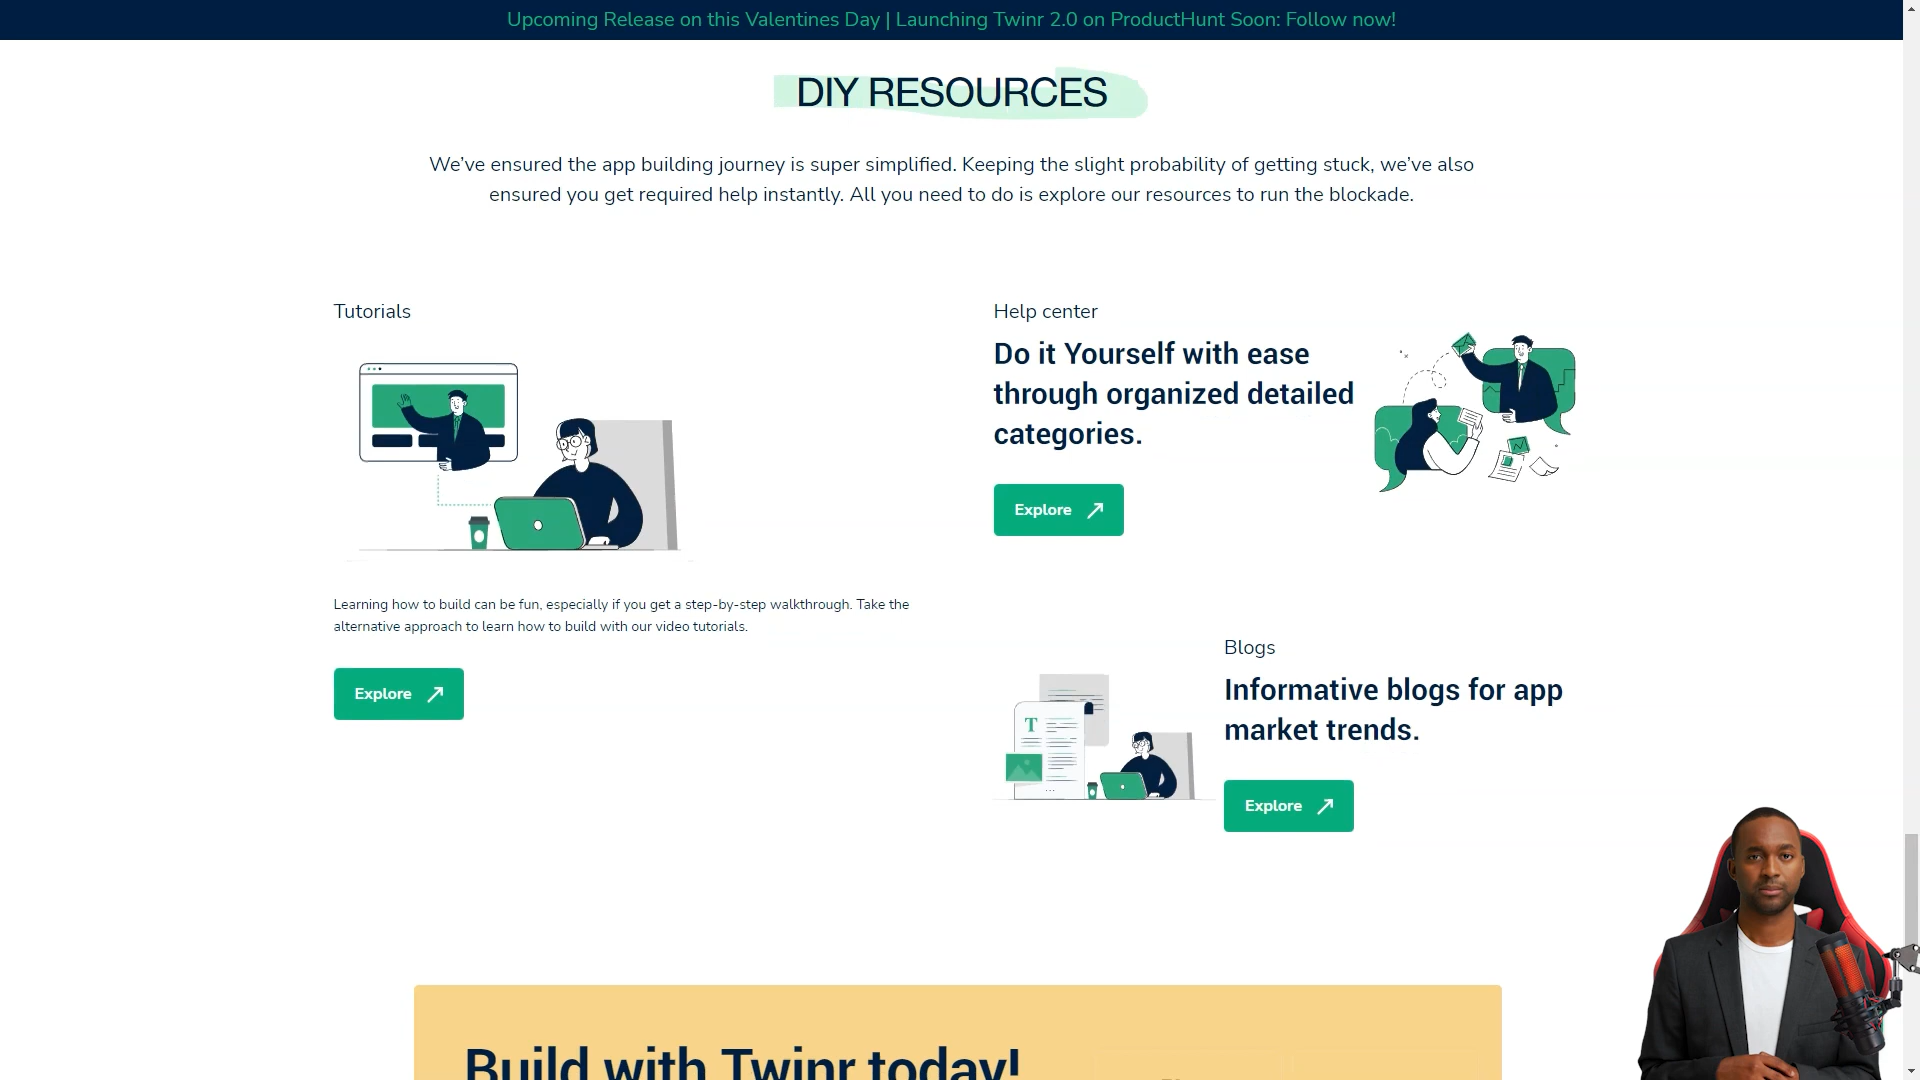 Upcoming Release on this Valentines Day | Launching Twinr 2.0 on ProductHunt Soon: Follow now!
DIY RESOURCES
We’ve ensured the app building journey is super simplified. Keeping the slight probability of getting stuck, we’ve also
ensured you get required help instantly. All you need to do is explore our resources to run the blockade.
Tutorials
Learning how to build can be fun, especially if you get a step-by-step walkthrough. Take the
alternative approach to learn how to build with our video tutorials.
Explore
Help center
Do it Yourself with ease
through organized detailed
categories.
Explore
T
Blogs
Informative blogs for app
market trends.
Explore
Build with Twinr today!